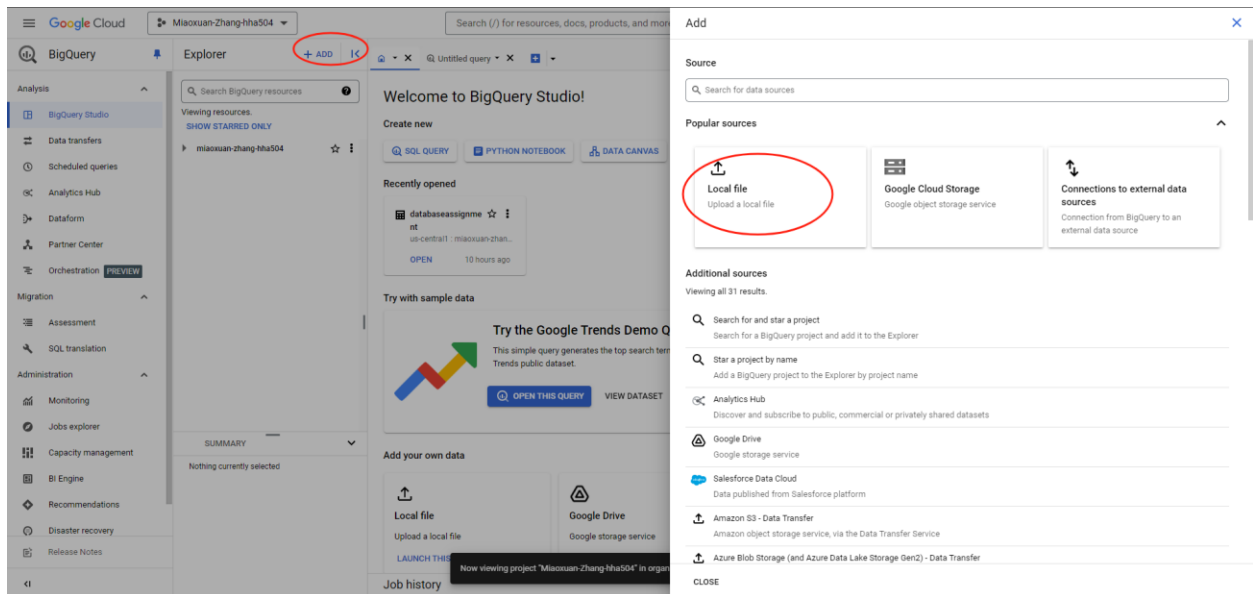 Google Cloud
Miaoxuan-Zhang-hha504
Search (/) for resources, docs, products, and more
BigQuery
Analysis
BigQuery Studio
Data transfers
Scheduled queries
Analytics Hub
Dataform
Partner Center
Orchestration PREVIEW
Migration
Assessment
SQL translation
Administration
Monitoring
Jobs explorer
Capacity management
BI Engine
Recommendations
Disaster recovery
Release Notes
Explorer
+ ADD
Search BigQuery resources
Viewing resources.
SHOW STARRED ONLY
miaoxuan-zhang-hha504
SUMMARY
Nothing currently selected
Untitled query
Welcome to BigQuery Studio!
Create new
SQL QUERY
PYTHON NOTEBOOK
DATA CANVAS
Recently opened
databaseassignme
nt
us-central1 : miaoxuan-zhan...
OPEN
10 hours ago
Try with sample data
Try the Google Trends Demo Q
This simple query generates the top search term
Trends public dataset.
OPEN THIS QUERY
VIEW DATASET
Add your own data
Local file
Upload a local file
LAUNCH THIS
Google Drive
Google storage service
Now viewing project "Miaoxuan-Zhang-hha504" in organ
Job history
Add
Source
Search for data sources
Popular sources
Local file
Upload a local file
Google Cloud Storage
Google object storage service
Connections to external data
sources
Connection from BigQuery to an
external data source
Additional sources
Viewing all 31 results.
Search for and star a project
Search for a BigQuery project and add it to the Explorer
Star a project by name
Add a BigQuery project to the Explorer by project name
Analytics Hub
Discover and subscribe to public, commercial or privately shared datasets
Google Drive
Google storage service
Salesforce Data Cloud
Data published from Salesforce platform
Amazon S3 - Data Transfer
Amazon object storage service, via the Data Transfer Service
Azure Blob Storage (and Azure Data Lake Storage Gen2) - Data Transfer
CLOSE